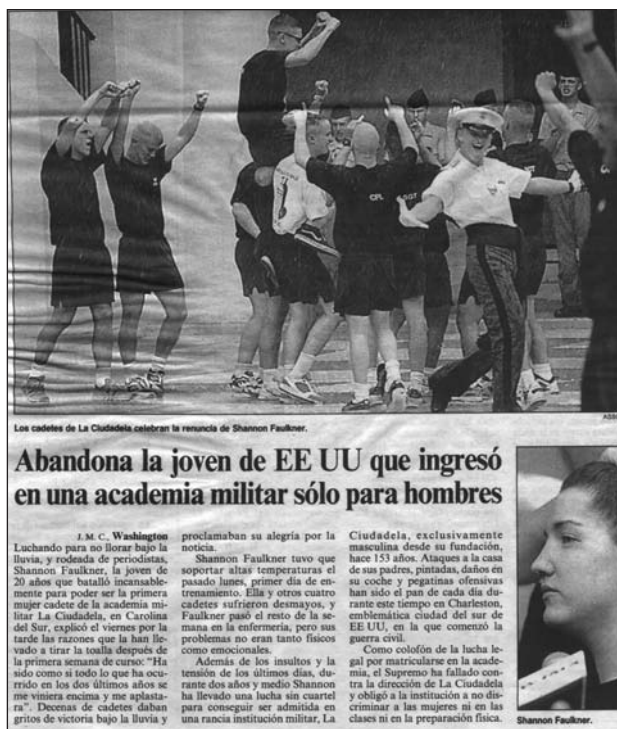 CPL
SGT
Los cadetes de La Ciudadela celebran la renuncia de Shannon Faulkner.
Abandona la joven de EE UU que ingresó
en una academia militar sólo para hombres
J. M. C., Washington
Luchando para no llorar bajo la
lluvia, y rodeada de periodistas,
Shannon Faulkner, la joven de
20 años que batalló incansable-
mente para poder ser la primera
mujer cadete de la academia mi-
litar La Ciudadela, en Carolina
del Sur, explicó el viernes por la
tarde las razones que la han lle-
vado a tirar la toalla después de
la primera semana de curso: “Ha
sido como si todo lo que ha ocu-
rrido en los dos últimos años se
me viniera encima y me aplasta-
ra”. Decenas de cadetes daban
gritos de victoria bajo la lluvia y
proclamaban su alegría por la
noticia.
Shannon Faulkner tuvo que
soportar altas temperaturas el
pasado lunes, primer día de en-
trenamiento. Ella y otros cuatro
cadetes sufrieron desmayos, y
Faulkner pasó el resto de la se-
mana en la enfermería, pero sus
problemas no eran tanto físicos
como emocionales.
Además de los insultos y la
tensión de los últimos días, du-
rante dos años y medio Shannon
ha llevado una lucha sin cuartel
para conseguir ser admitida en
una rancia institución militar, La
Ciudadela, exclusivamente
masculina desde su fundación,
hace 153 años. Ataques a la casa
de sus padres, pintadas, daños en
su coche y pegatinas ofensivas
han sido el pan de cada día du-
rante este tiempo en Charleston,
emblemática ciudad del sur de
EE UU, en la que comenzó la
guerra civil.
Como colofón de la lucha le-
gal por matricularse en la acade-
mia, el Supremo ha fallado con-
tra la dirección de La Ciudadela
y obligó a la institución a no dis-
criminar a las mujeres ni en las
clases ni en la preparación física.
Shannon Faulkner.